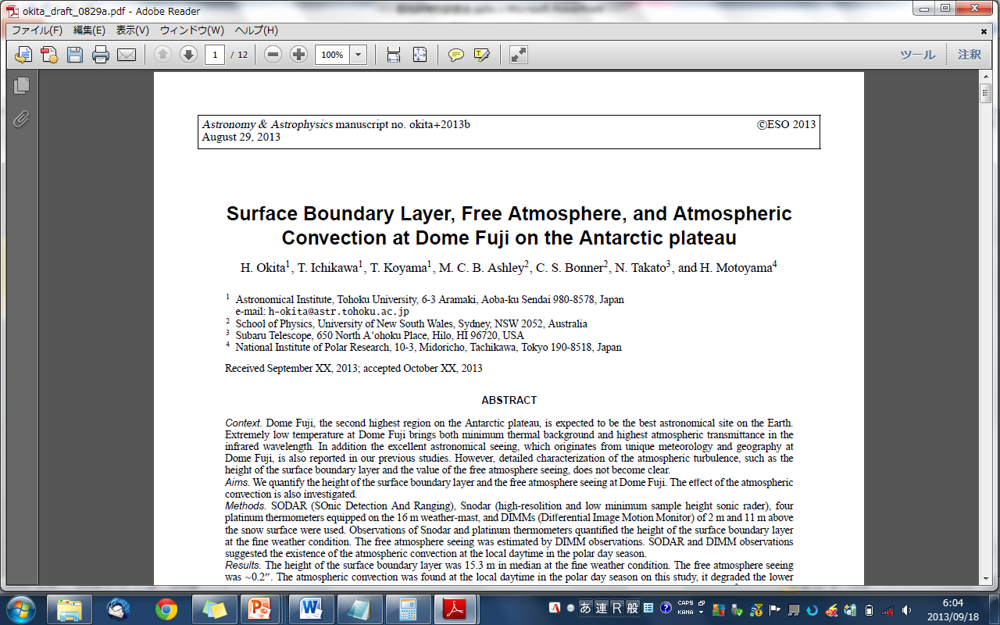 okita_draft_0829a.pdf - Adobe Reader
ファイル(F) 編集(E) 表示(V) ウィンドウ(W) ヘルプ(H)
1 / 12 100% ツール 注釈
Astronomy & Astrophysics manuscript no. okita+2013b ©ESO 2013
August 29, 2013
Surface Boundary Layer, Free Atmosphere, and Atmospheric
Convection at Dome Fuji on the Antarctic plateau
H. Okita1, T. Ichikawa1, T. Koyama1, M. C. B. Ashley2, C. S. Bonner2, N. Takato3, and H. Motoyama4
1 Astronomical Institute, Tohoku University, 6-3 Aramaki, Aoba-ku Sendai 980-8578, Japan
e-mail: h-okita@astr.tohoku.ac.jp
2 School of Physics, University of New South Wales, Sydney, NSW 2052, Australia
3 Subaru Telescope, 650 North A‘ohoku Place, Hilo, HI 96720, USA
4 National Institute of Polar Research, 10-3, Midoricho, Tachikawa, Tokyo 190-8518, Japan
Received September XX, 2013; accepted October XX, 2013
ABSTRACT
Context. Dome Fuji, the second highest region on the Antarctic plateau, is expected to be the best astronomical site on the Earth.
Extremely low temperature at Dome Fuji brings both minimum thermal background and highest atmospheric transmittance in the
infrared wavelength. In addition the excellent astronomical seeing, which originates from unique meteorology and geography at
Dome Fuji, is also reported in our previous studies. However, detailed characterization of the atmospheric turbulence, such as the
height of the surface boundary layer and the value of the free atmosphere seeing, does not become clear.
Aims. We quantify the height of the surface boundary layer and the free atmosphere seeing at Dome Fuji. The effect of the atmospheric
convection is also investigated.
Methods. SODAR (SOnic Detection And Ranging), Snodar (high-resolition and low minimum sample height sonic rader), four
platinum thermometers equipped on the 16 m weather-mast, and DIMMs (Differential Image Motion Monitor) of 2 m and 11 m above
the snow surface were used. Observations of Snodar and platinum thermometers quantified the height of the surface boundary layer
at the fine weather condition. The free atmosphere seeing was estimated by DIMM observations. SODAR and DIMM observations
suggested the existence of the atmospheric convection at the local daytime in the polar day season.
Results. The height of the surface boundary layer was 15.3 m in median at the fine weather condition. The free atmosphere seeing
was ~0.2″. The atmospheric convection was found at the local daytime in the polar day season on this study, it degraded the lower
A あ 連 R 般 CAPS KANA
6:04
2013/09/18